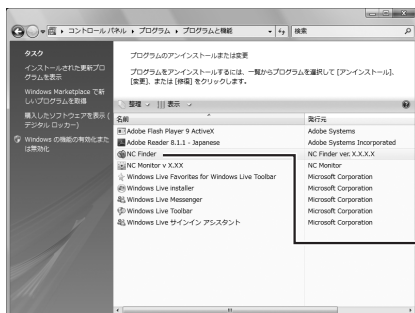 コントロール パネル ▸ プログラム ▸ プログラムと機能
検索
タスク
インストールされた更新プログラムを表示
Windows Marketplace で新しいプログラムを取得
購入したソフトウェアを表示 (デジタル ロッカー)
Windows の機能の有効化または無効化
プログラムのアンインストールまたは変更
プログラムをアンインストールするには、一覧からプログラムを選択して [アンインストール]、
[変更]、または [修復] をクリックします。
整理
表示
名前
発行元
Adobe Flash Player 9 ActiveX
Adobe Systems
Adobe Reader 8.1.1 - Japanese
Adobe Systems Incorporated
NC Finder
NC Finder ver. X.X.X.X
NC Monitor v X.XX
NC Monitor
Windows Live Favorites for Windows Live Toolbar
Microsoft Corporation
Windows Live installer
Microsoft Corporation
Windows Live Messenger
Microsoft Corporation
Windows Live Toolbar
Microsoft Corporation
Windows Live サインイン アシスタント
Microsoft Corporation